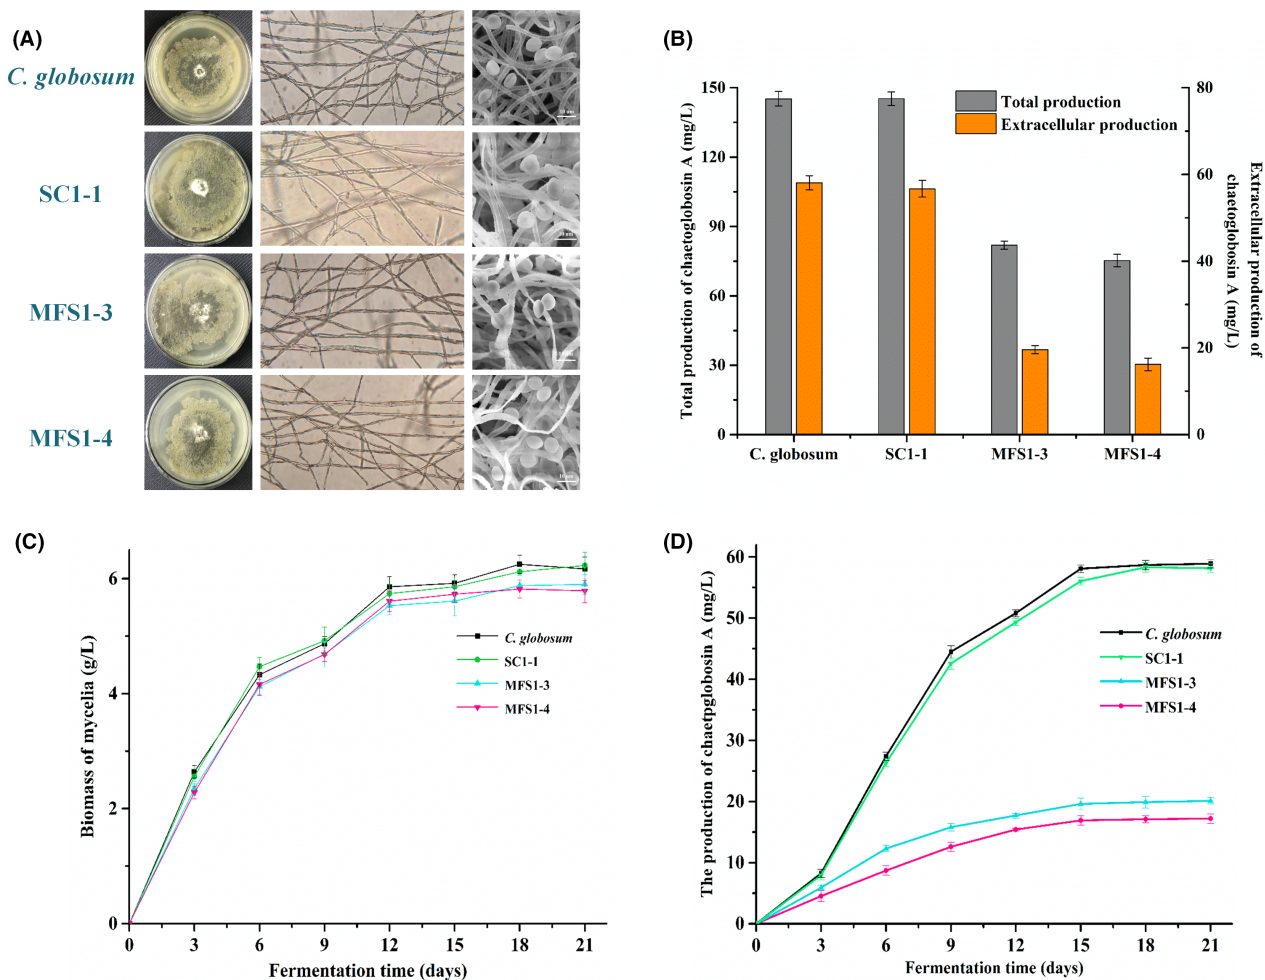 (A)
C. globosum
SC1-1
MFS1-3
MFS1-4
(B)
Total production of chaetoglobosin A (mg/L)
150
120
90
60
30
0
Total production
Extracellular production
80
60
40
20
0
Extracellular production of
chaetoglobosin A (mg/L)
C. globosum
SC1-1
MFS1-3
MFS1-4
(C)
Biomass of mycelia (g/L)
6
4
2
0
C. globosum
SC1-1
MFS1-3
MFS1-4
0 3 6 9 12 15 18 21
Fermentation time (days)
(D)
The production of chaetpglobosin A (mg/L)
60
50
40
30
20
10
0
C. globosum
SC1-1
MFS1-3
MFS1-4
0 3 6 9 12 15 18 21
Fermentation time (days)